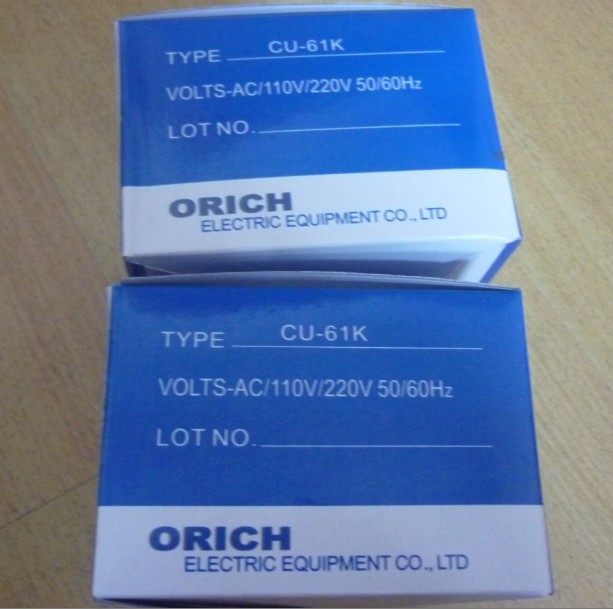 TYPE CU-61K
VOLTS-AC/110V/220V 50/60Hz
LOT NO.
ORICH
ELECTRIC EQUIPMENT CO., LTD
TYPE CU-61K
VOLTS-AC/110V/220V 50/60Hz
LOT NO.
ORICH
ELECTRIC EQUIPMENT CO., LTD